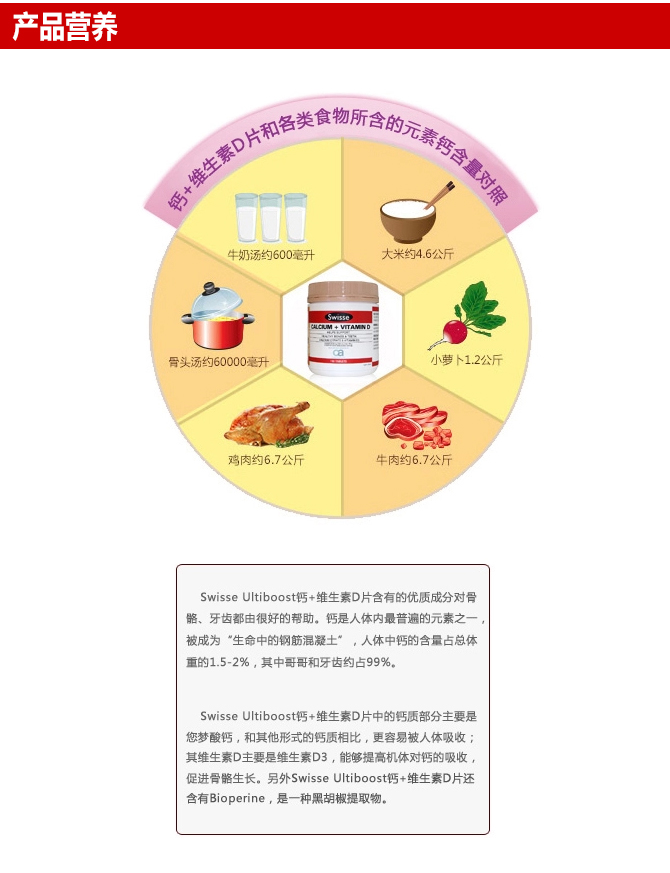 产品营养
钙+维生素D片和各类食物所含的元素钙含量对照
牛奶汤约600毫升
大米约4.6公斤
骨头汤约60000毫升
小萝卜1.2公斤
鸡肉约6.7公斤
牛肉约6.7公斤
Swisse
CALCIUM + VITAMIN D
Swisse Ultiboost钙+维生素D片含有的优质成分对骨
骼、牙齿都由很好的帮助。钙是人体内最普遍的元素之一，
被成为“生命中的钢筋混凝土”，人体中钙的含量占总体
重的1.5-2%，其中哥哥和牙齿约占99%。
Swisse Ultiboost钙+维生素D片中的钙质部分主要是
您梦酸钙，和其他形式的钙质相比，更容易被人体吸收；
其维生素D主要是维生素D3，能够提高机体对钙的吸收，
促进骨骼生长。另外Swisse Ultiboost钙+维生素D片还
含有Bioperine，是一种黑胡椒提取物。